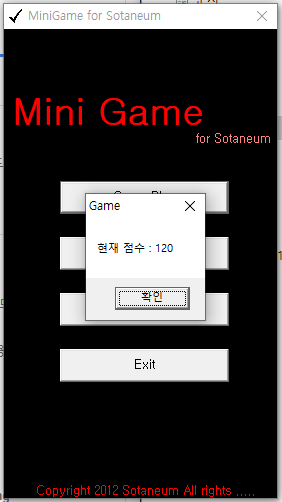 MiniGame for Sotaneum
Mini Game
for Sotaneum
Game
현재 점수 : 120
확인
Exit
Copyright 2012 Sotaneum All rights .....